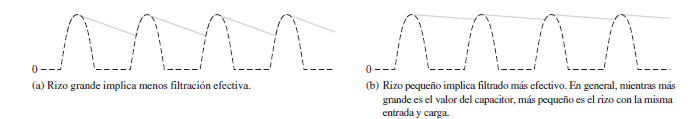 0
(a) Rizo grande implica menos filtración efectiva.
0
(b) Rizo pequeño implica filtrado más efectivo. En general, mientras más
grande es el valor del capacitor, más pequeño es el rizo con la misma
entrada y carga.